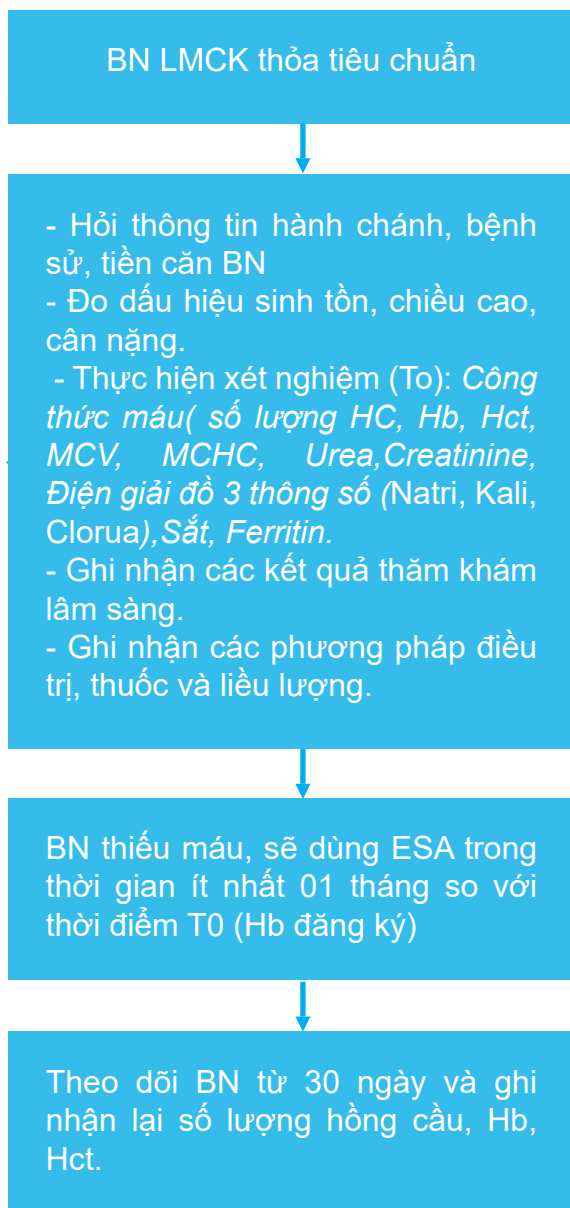 BN LMCK thỏa tiêu chuẩn
- Hỏi thông tin hành chánh, bệnh
sử, tiền căn BN
- Đo dấu hiệu sinh tồn, chiều cao,
cân nặng.
- Thực hiện xét nghiệm (To): Công
thức máu( số lượng HC, Hb, Hct,
MCV, MCHC, Urea,Creatinine,
Điện giải đồ 3 thông số (Natri, Kali,
Clorua),Sắt, Ferritin.
- Ghi nhận các kết quả thăm khám
lâm sàng.
- Ghi nhận các phương pháp điều
trị, thuốc và liều lượng.
BN thiếu máu, sẽ dùng ESA trong
thời gian ít nhất 01 tháng so với
thời điểm T0 (Hb đăng ký)
Theo dõi BN từ 30 ngày và ghi
nhận lại số lượng hồng cầu, Hb,
Hct.